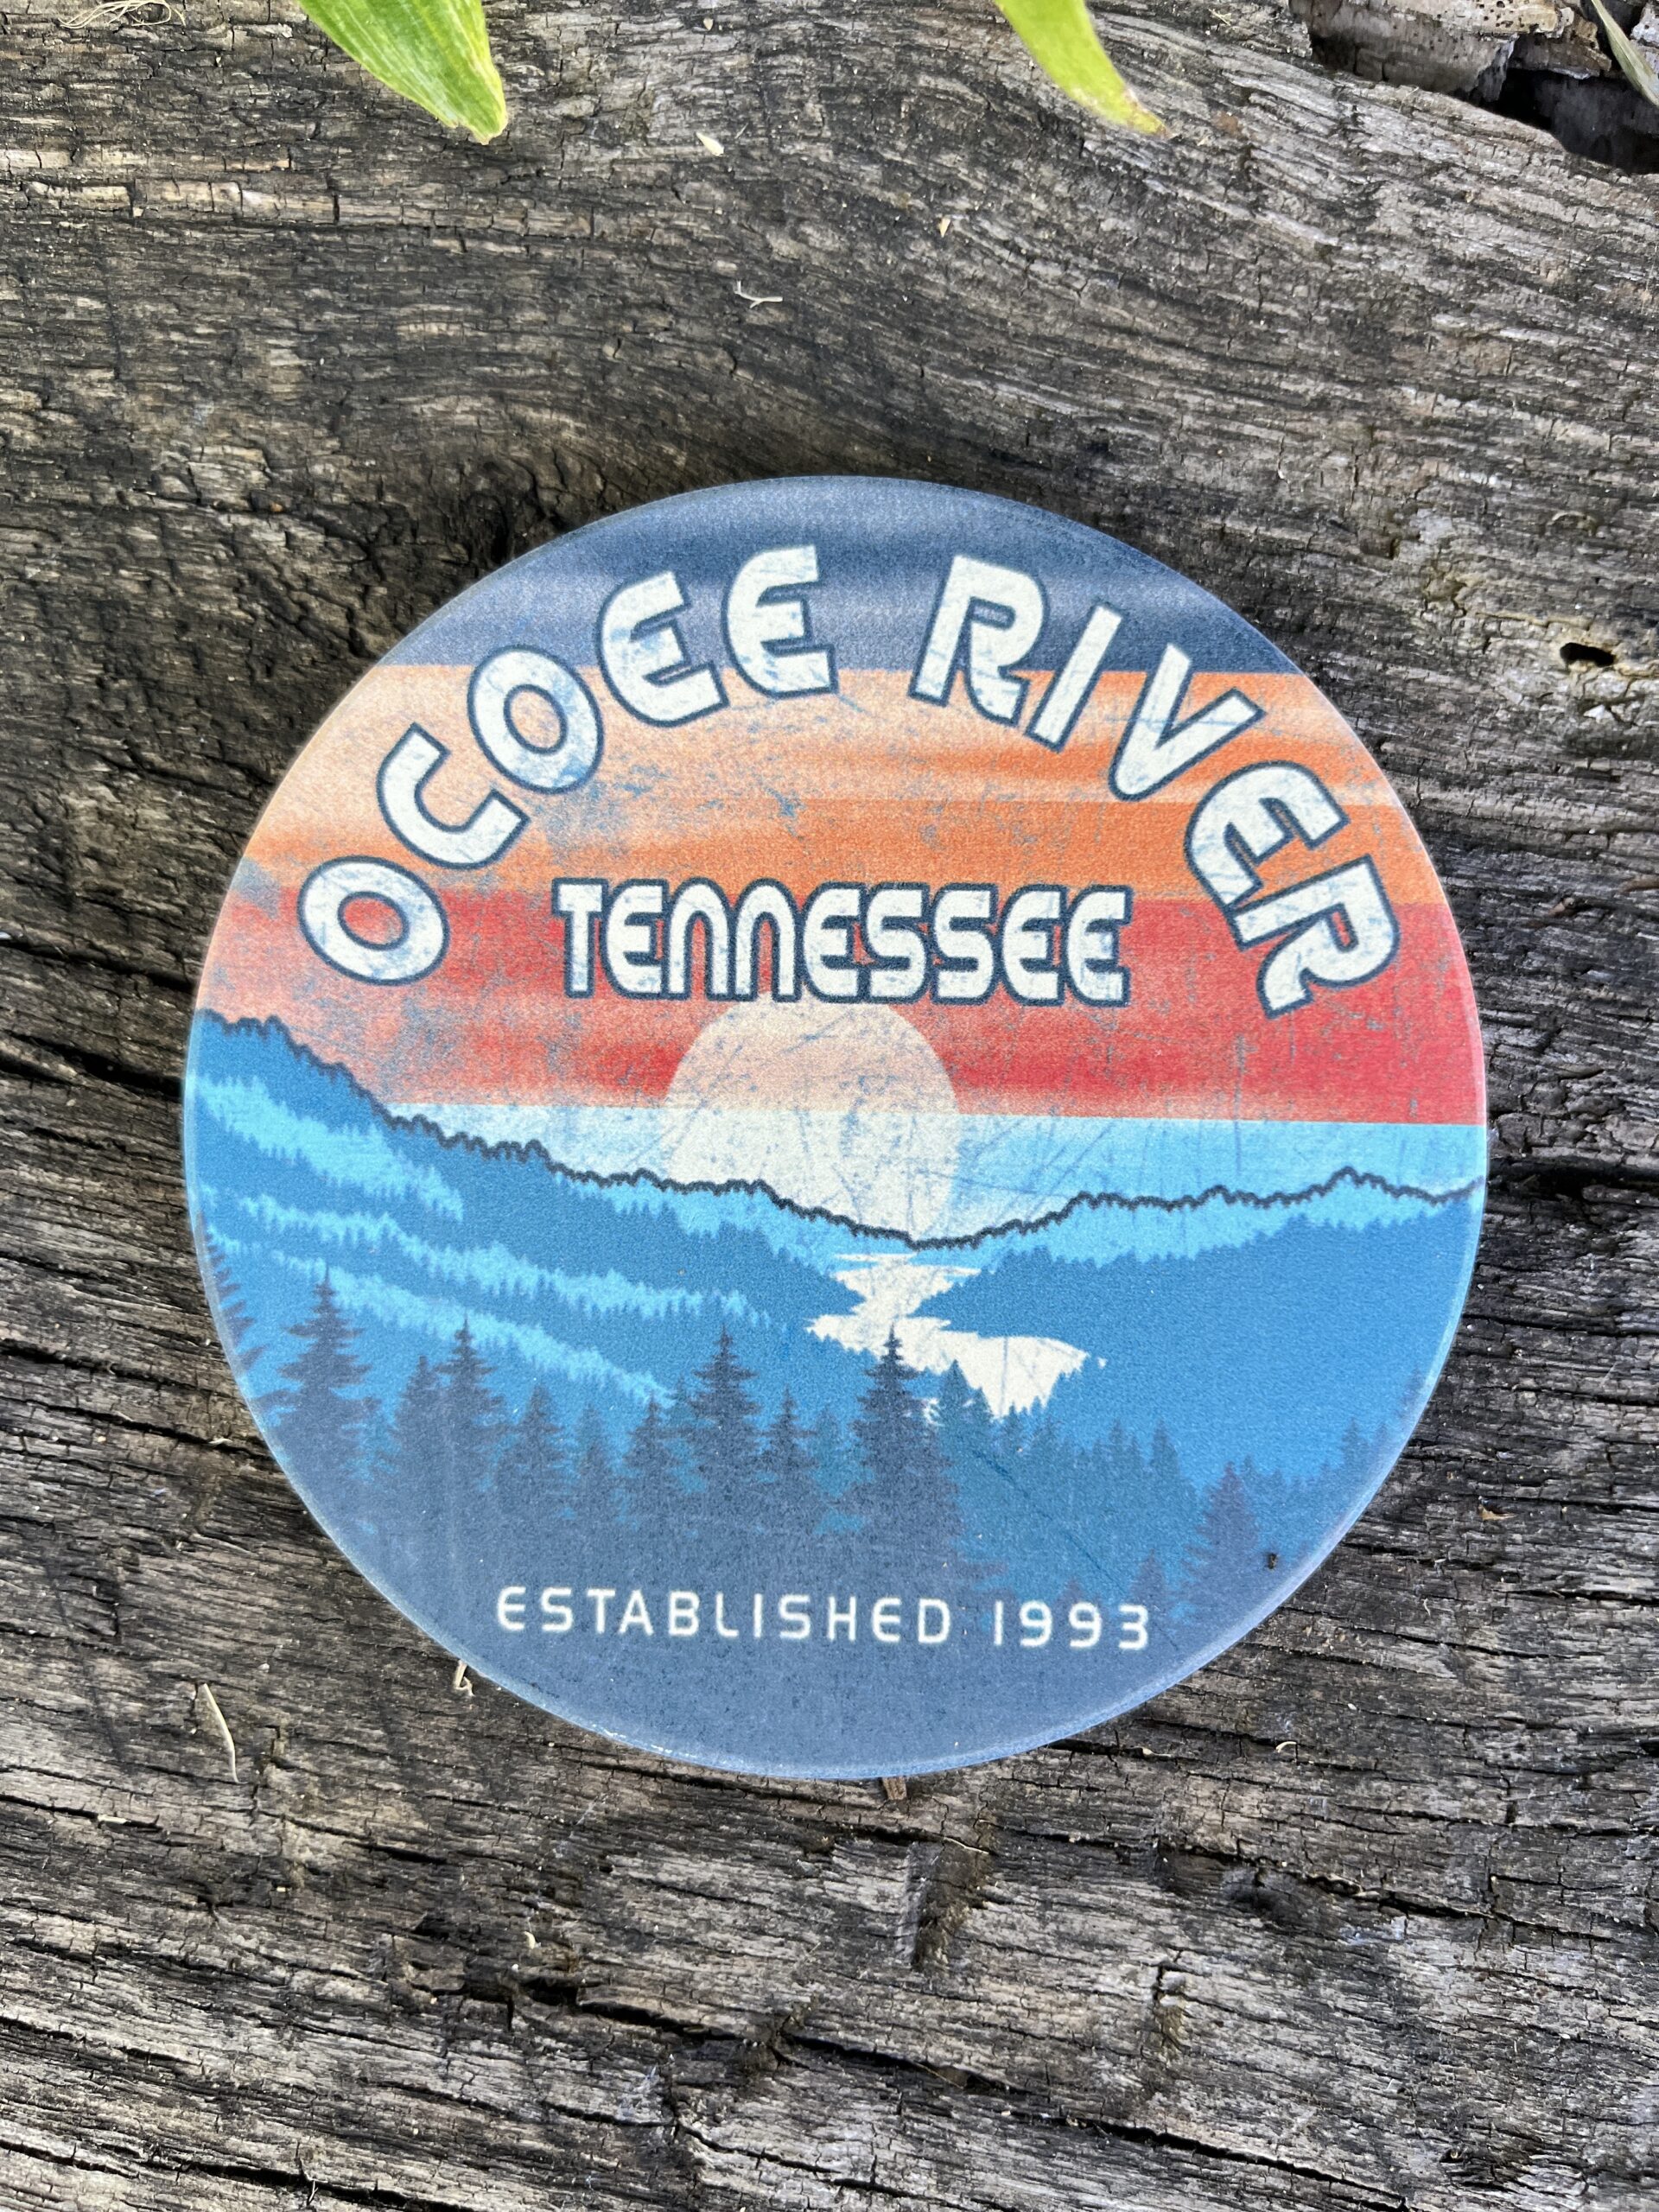 OCOEE RIVER
TENNESSEE
ESTABLISHED 1993